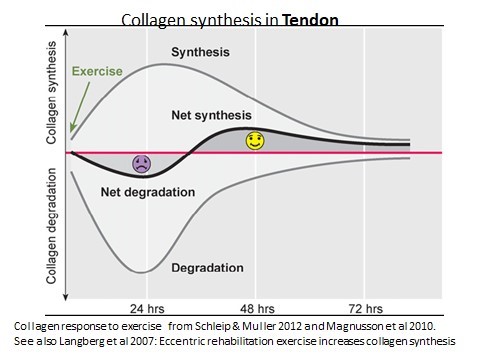 Collagen synthesis in Tendon
Collagen synthesis
Synthesis
Exercise
Net synthesis
Net degradation
Collagen degradation
Degradation
24 hrs 48 hrs 72 hrs
Collagen response to exercise from Schleip & Muller 2012 and Magnusson et al 2010.
See also Langberg et al 2007: Eccentric rehabilitation exercise increases collagen synthesis